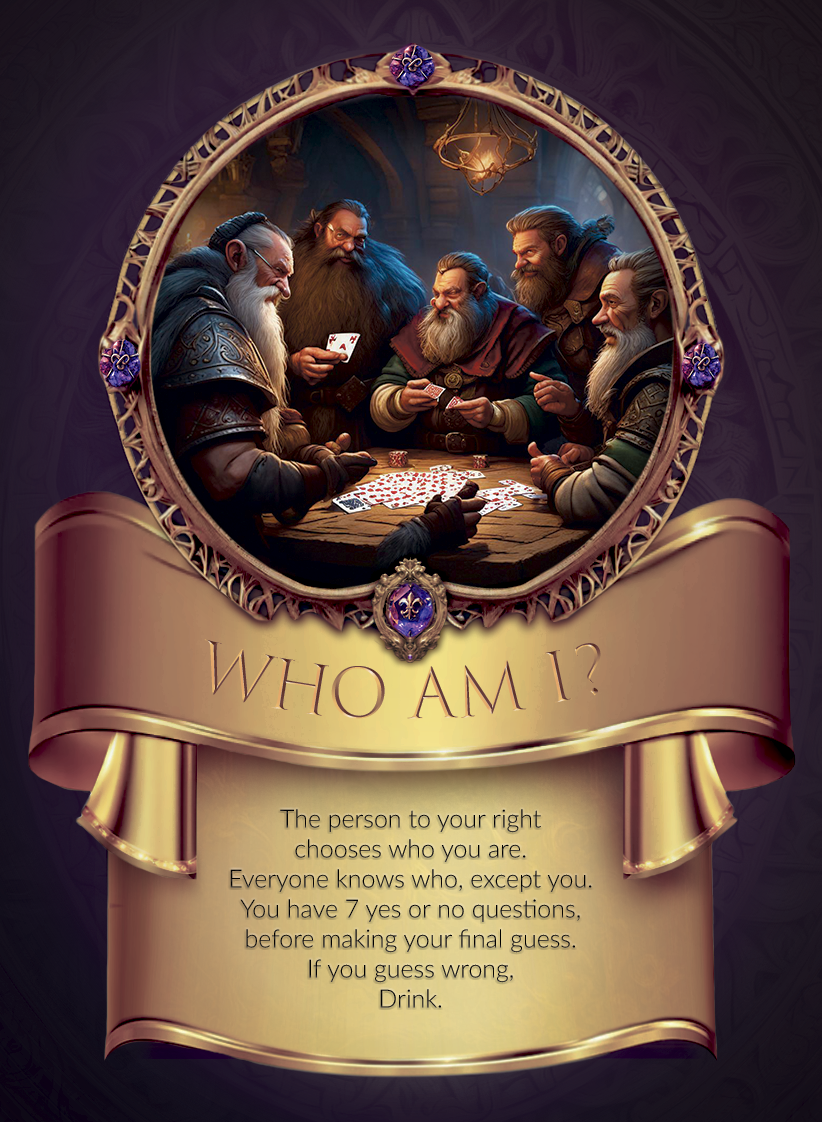 WHO AM I?
The person to your right
chooses who you are.
Everyone knows who, except you.
You have 7 yes or no questions,
before making your final guess.
If you guess wrong,
Drink.